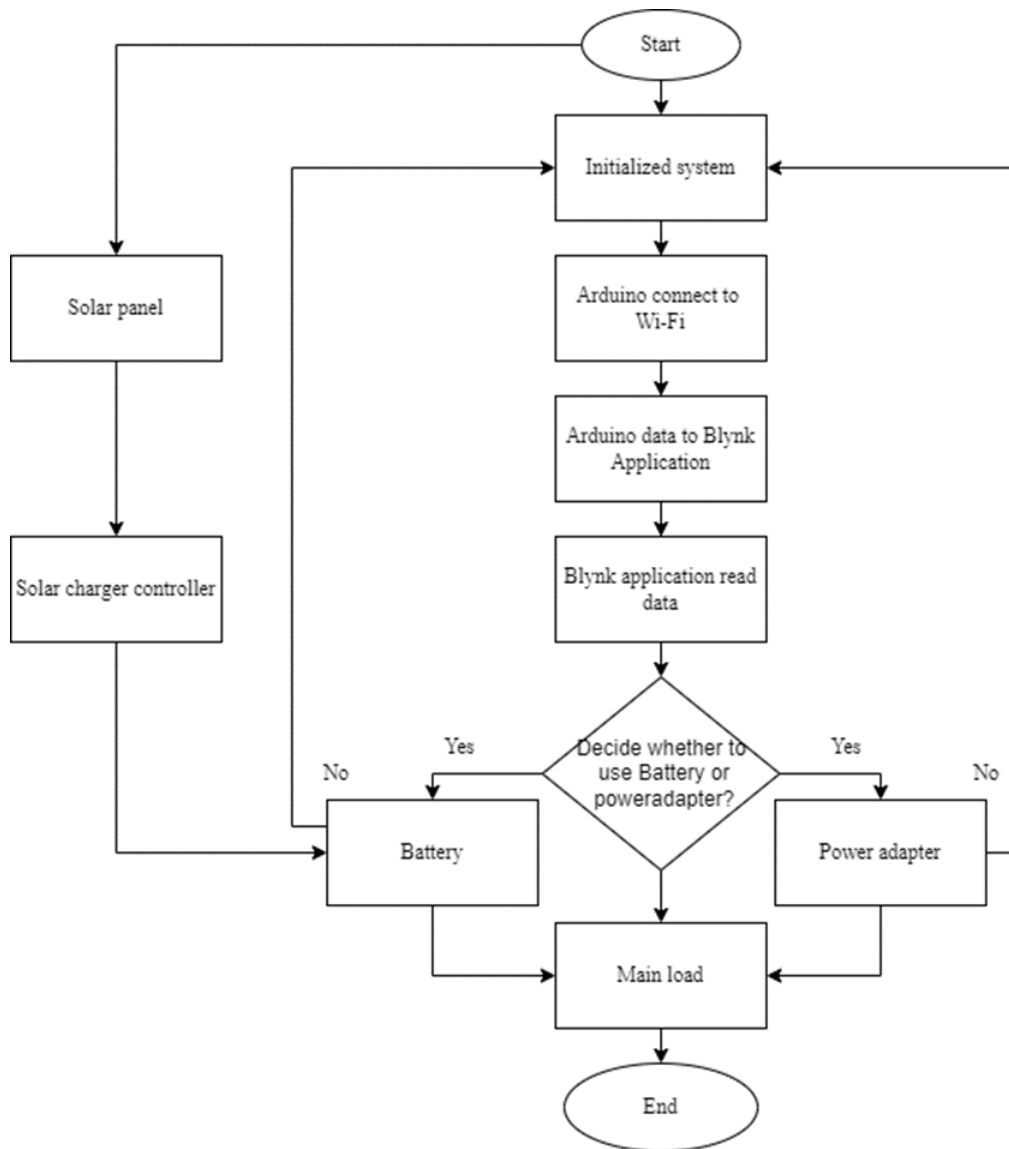 Start
Initialized system
Arduino connect to
Wi-Fi
Solar panel
Arduino data to Blynk
Application
Solar charger controller
Blynk application read
data
Yes
Decide whether to
use Battery or
poweradapter?
Yes
No
No
Battery
Power adapter
Main load
End